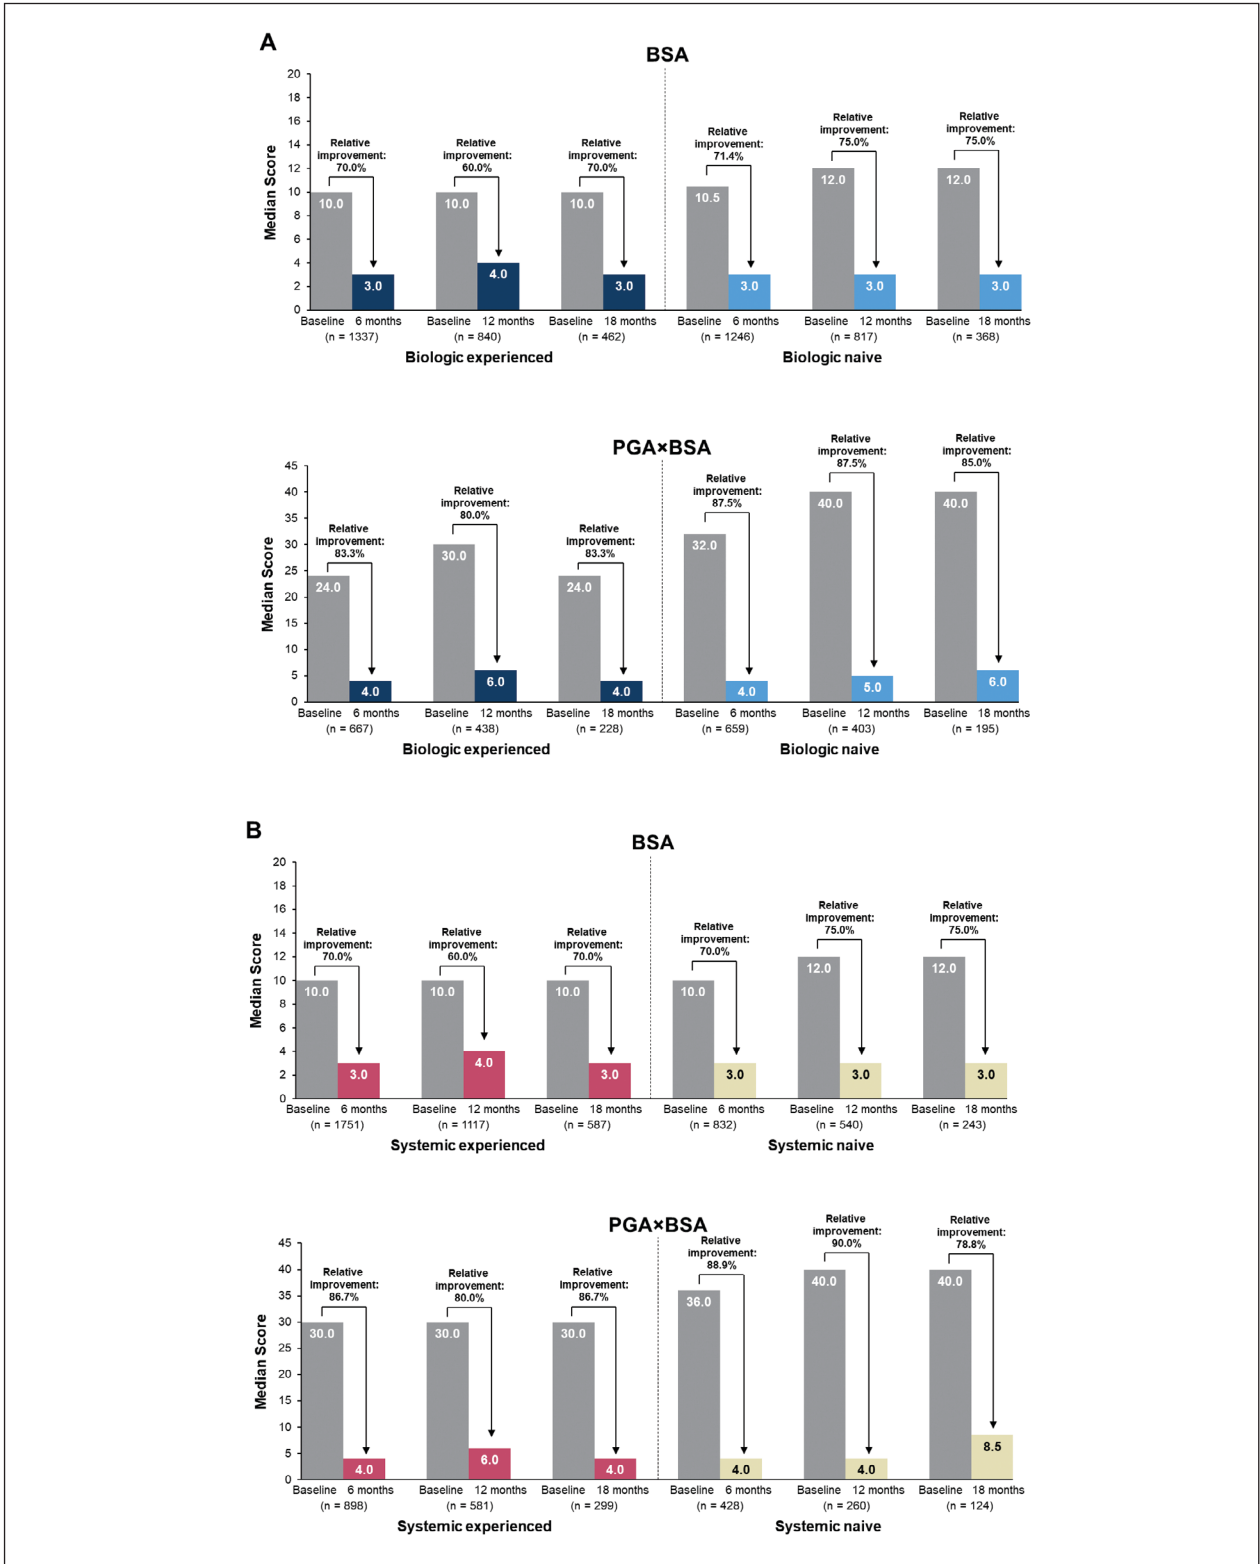 A
BSA
Median Score
20
18
16
14
12
10
8
6
4
2
0
Relative
improvement:
70.0%
10.0
3.0
Relative
improvement:
60.0%
10.0
4.0
Relative
improvement:
70.0%
10.0
3.0
Relative
improvement:
71.4%
10.5
3.0
Relative
improvement:
75.0%
12.0
3.0
Relative
improvement:
75.0%
12.0
3.0
Baseline 6 months Baseline 12 months Baseline 18 months Baseline 6 months Baseline 12 months Baseline 18 months
(n = 1337) (n = 840) (n = 462) (n = 1246) (n = 817) (n = 368)
Biologic experienced Biologic naive
PGA×BSA
Median Score
45
40
35
30
25
20
15
10
5
0
Relative
improvement:
83.3%
24.0
4.0
Relative
improvement:
80.0%
30.0
6.0
Relative
improvement:
83.3%
24.0
4.0
Relative
improvement:
87.5%
32.0
4.0
Relative
improvement:
87.5%
40.0
5.0
Relative
improvement:
85.0%
40.0
6.0
Baseline 6 months Baseline 12 months Baseline 18 months Baseline 6 months Baseline 12 months Baseline 18 months
(n = 667) (n = 438) (n = 228) (n = 659) (n = 403) (n = 195)
Biologic experienced Biologic naive
B
BSA
Median Score
20
18
16
14
12
10
8
6
4
2
0
Relative
improvement:
70.0%
10.0
3.0
Relative
improvement:
60.0%
10.0
4.0
Relative
improvement:
70.0%
10.0
3.0
Relative
improvement:
70.0%
10.0
3.0
Relative
improvement:
75.0%
12.0
3.0
Relative
improvement:
75.0%
12.0
3.0
Baseline 6 months Baseline 12 months Baseline 18 months Baseline 6 months Baseline 12 months Baseline 18 months
(n = 1751) (n = 1117) (n = 587) (n = 832) (n = 540) (n = 243)
Systemic experienced Systemic naive
PGA×BSA
Median Score
45
40
35
30
25
20
15
10
5
0
Relative
improvement:
86.7%
30.0
4.0
Relative
improvement:
80.0%
30.0
6.0
Relative
improvement:
86.7%
30.0
4.0
Relative
improvement:
88.9%
36.0
4.0
Relative
improvement:
90.0%
40.0
4.0
Relative
improvement:
78.8%
40.0
8.5
Baseline 6 months Baseline 12 months Baseline 18 months Baseline 6 months Baseline 12 months Baseline 18 months
(n = 898) (n = 581) (n = 299) (n = 428) (n = 260) (n = 124)
Systemic experienced Systemic naive